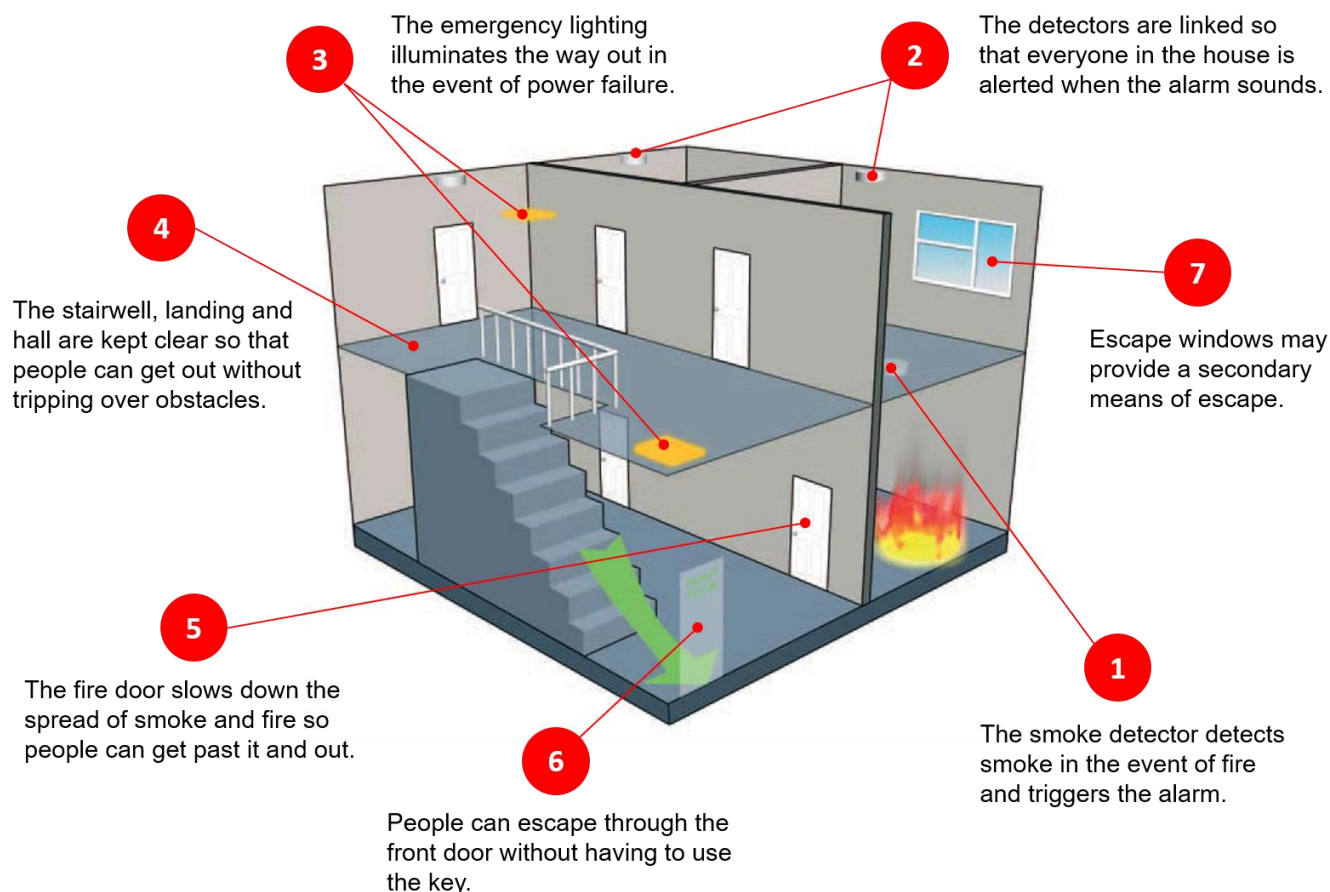 3
The emergency lighting
illuminates the way out in
the event of power failure.
2
The detectors are linked so
that everyone in the house is
alerted when the alarm sounds.
4
The stairwell, landing and
hall are kept clear so that
people can get out without
tripping over obstacles.
7
Escape windows may
provide a secondary
means of escape.
5
The fire door slows down the
spread of smoke and fire so
people can get past it and out.
6
People can escape through the
front door without having to use
the key.
1
The smoke detector detects
smoke in the event of fire
and triggers the alarm.